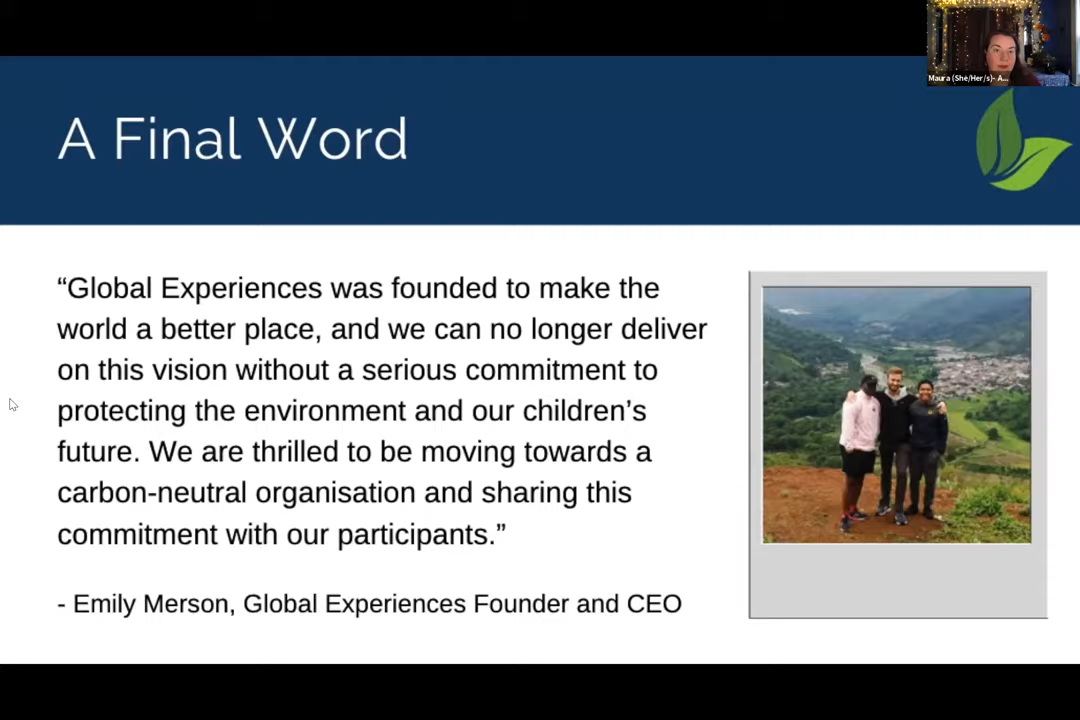 Maura (She/Her/s)- A...
A Final Word
“Global Experiences was founded to make the
world a better place, and we can no longer deliver
on this vision without a serious commitment to
protecting the environment and our children’s
future. We are thrilled to be moving towards a
carbon-neutral organisation and sharing this
commitment with our participants.”
- Emily Merson, Global Experiences Founder and CEO